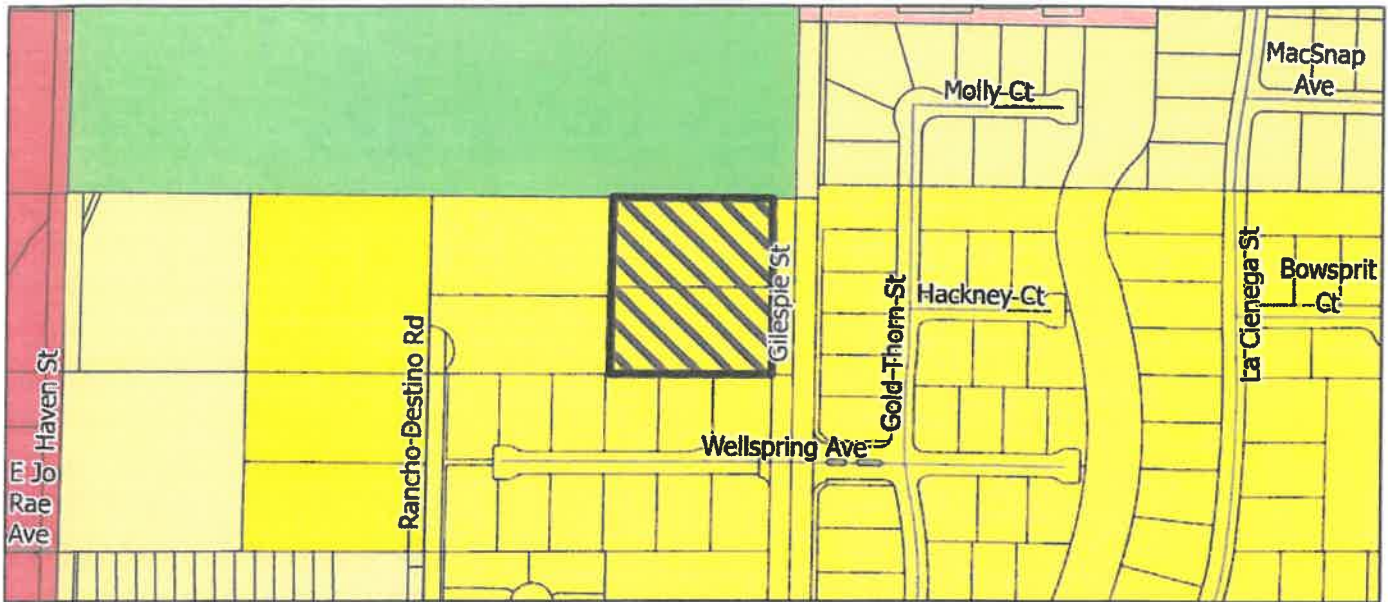 MacSnap
Ave
Molly Ct
Gilespie St
Gold Thorn St
Hackney Ct
La Cienega St
Bowsprit
Ct
Haven St
Rancho Destino Rd
Wellspring Ave
E Jo
Rae
Ave